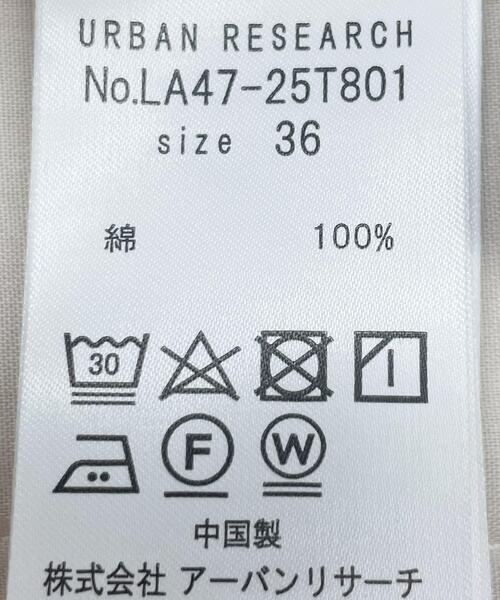 URBAN RESEARCH
No.LA47-25T801
size 36
綿 100%
30
F W
中国製
株式会社 アーバンリサーチ